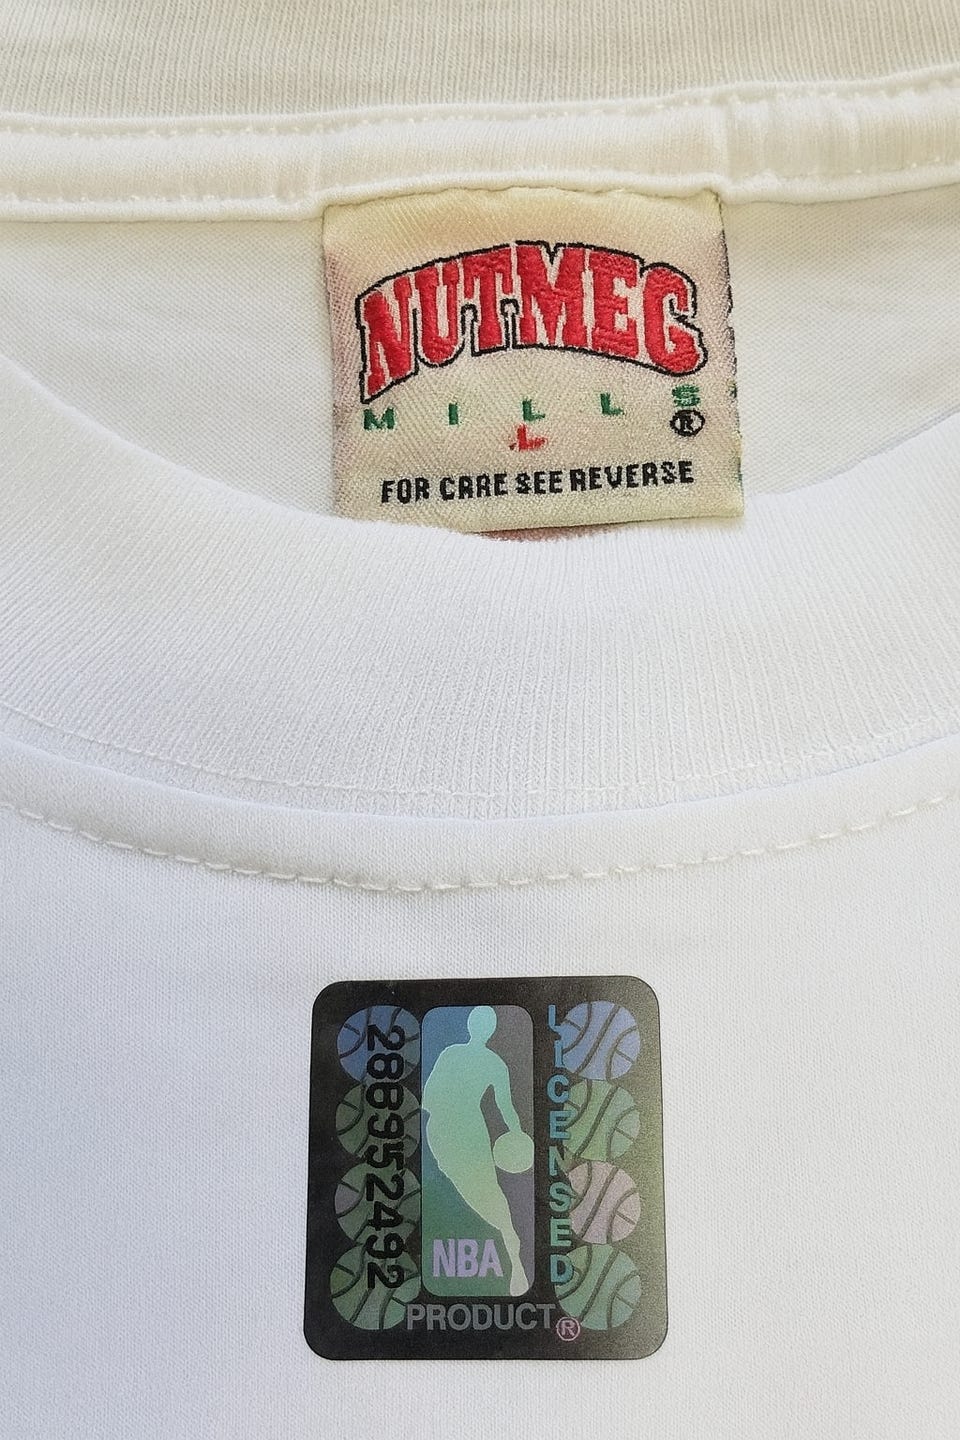 NUTMEG
MILLS®
L
FOR CARE SEE REVERSE
288952492
NBA
LICENSED
PRODUCT®